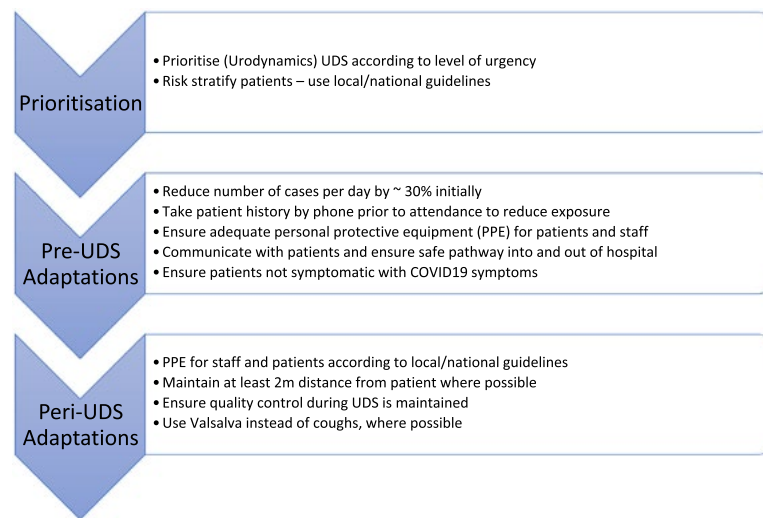 Prioritisation
• Prioritise (Urodynamics) UDS according to level of urgency
• Risk stratify patients – use local/national guidelines
Pre-UDS
Adaptations
• Reduce number of cases per day by ~ 30% initially
• Take patient history by phone prior to attendance to reduce exposure
• Ensure adequate personal protective equipment (PPE) for patients and staff
• Communicate with patients and ensure safe pathway into and out of hospital
• Ensure patients not symptomatic with COVID19 symptoms
Peri-UDS
Adaptations
• PPE for staff and patients according to local/national guidelines
• Maintain at least 2m distance from patient where possible
• Ensure quality control during UDS is maintained
• Use Valsalva instead of coughs, where possible